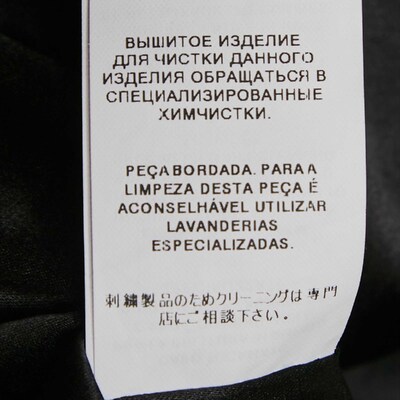 ВЫШИТОЕ ИЗДЕЛИЕ
ДЛЯ ЧИСТКИ ДАННОГО
ИЗДЕЛИЯ ОБРАЩАТЬСЯ В
СПЕЦИАЛИЗИРОВАННЫЕ
ХИМЧИСТКИ.
PEÇA BORDADA. PARA A
LIMPEZA DESTA PEÇA É
ACONSELHÁVEL UTILIZAR
LAVANDERIAS
ESPECIALIZADAS.
刺繍製品のためクリーニングは専門
店にご相談下さい。